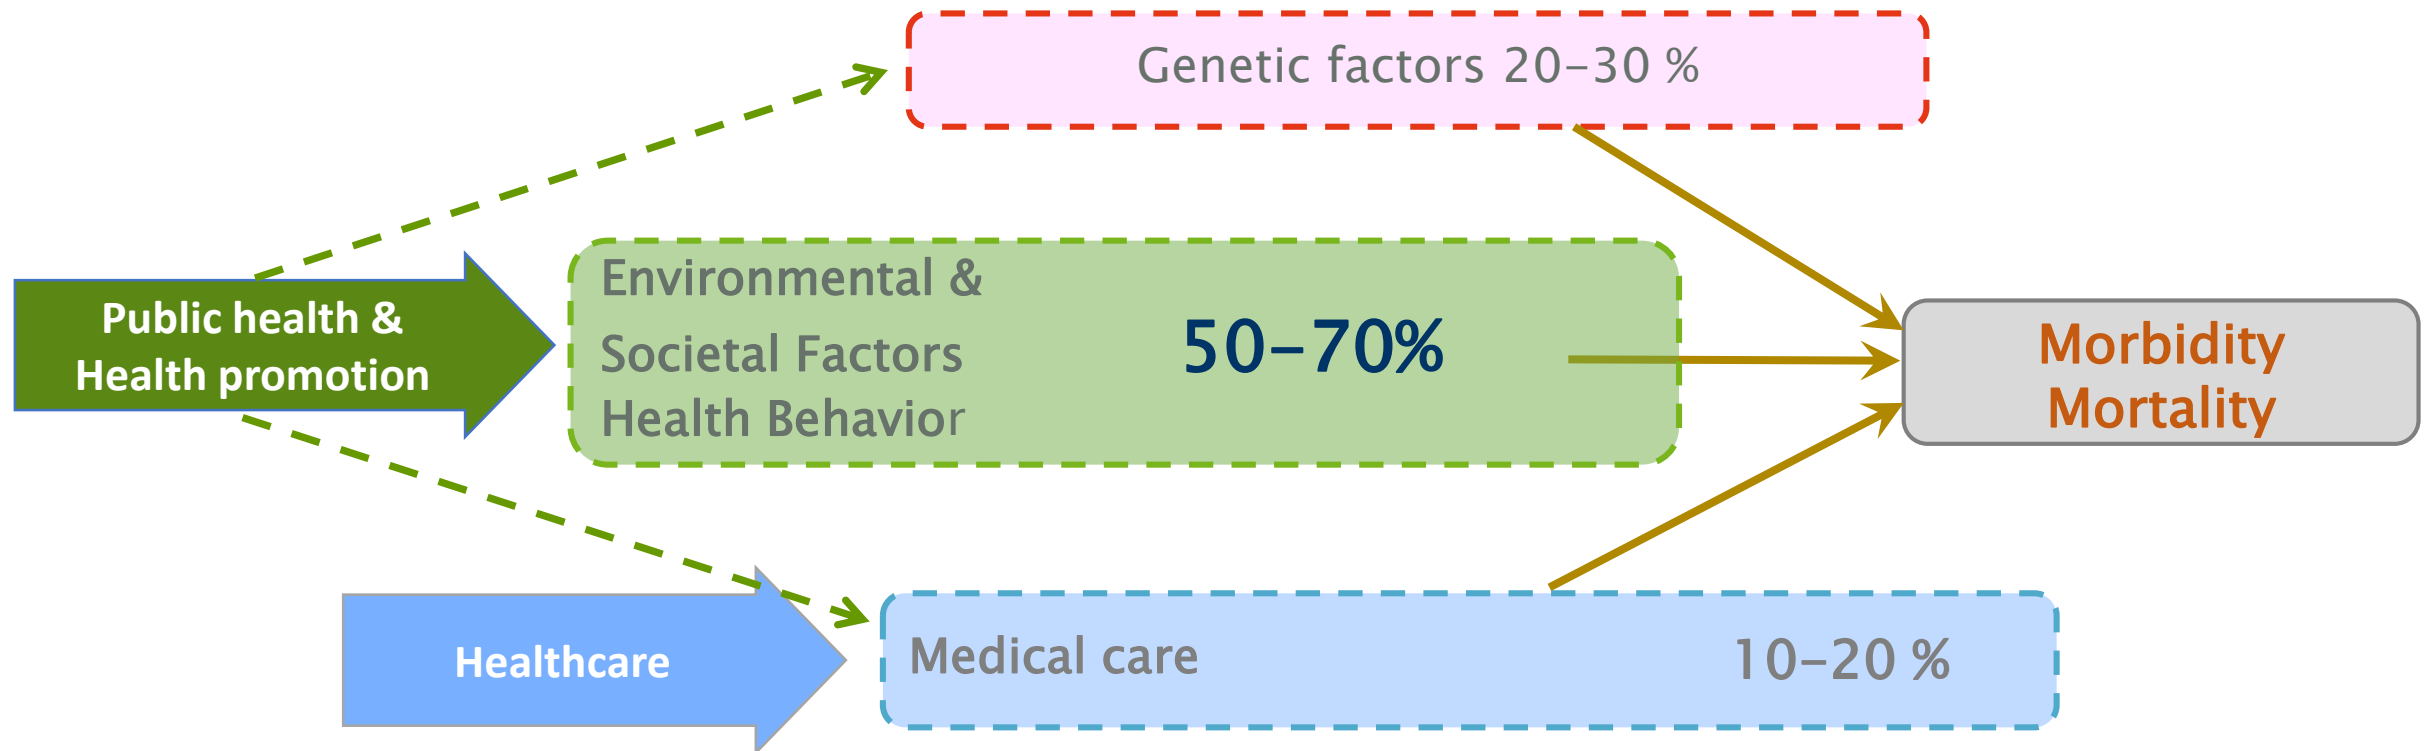 Genetic factors 20-30 %
Public health &
Health promotion
Environmental &
Societal Factors
Health Behavior
50-70%
Morbidity
Mortality
Healthcare
Medical care
10-20 %